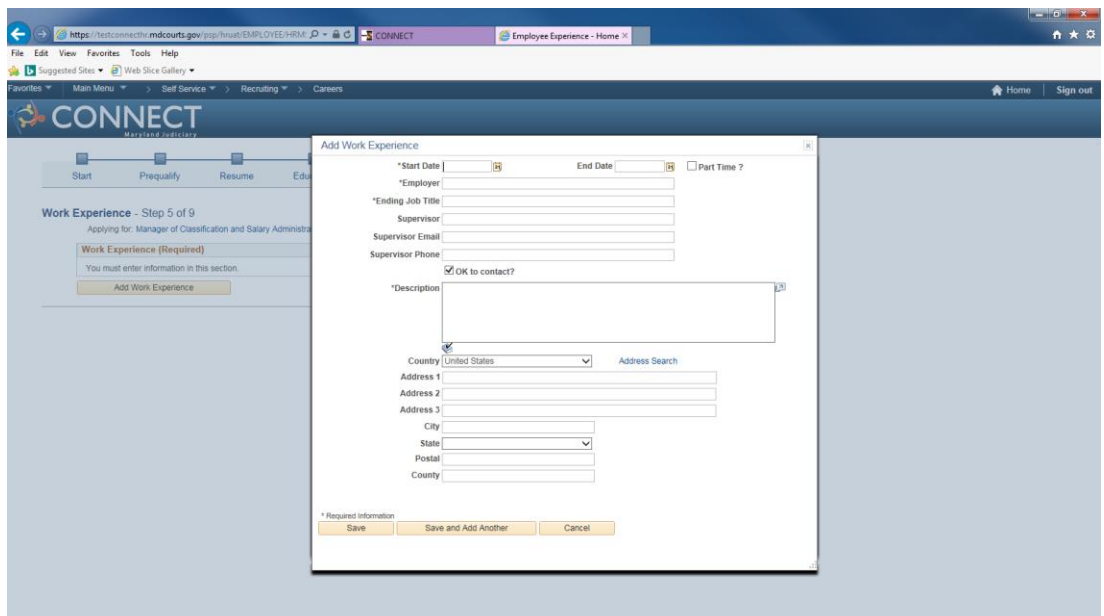 https://testconnecthr.mdcourts.gov/psp/hruat/EMPLOYEE/HRM:
CONNECT
Employee Experience - Home
File Edit View Favorites Tools Help
Suggested Sites Web Slice Gallery
Favorites Main Menu > Self Service > Recruiting > Careers
Home Sign out
CONNECT
Maryland Judiciary
Start Prequalify Resume Edu
Work Experience - Step 5 of 9
Applying for: Manager of Classification and Salary Administra
Work Experience (Required)
You must enter information in this section.
Add Work Experience
Add Work Experience
*Start Date End Date Part Time ?
*Employer
*Ending Job Title
Supervisor
Supervisor Email
Supervisor Phone
OK to contact?
*Description
Country United States Address Search
Address 1
Address 2
Address 3
City
State
Postal
County
* Required Information
Save Save and Add Another Cancel